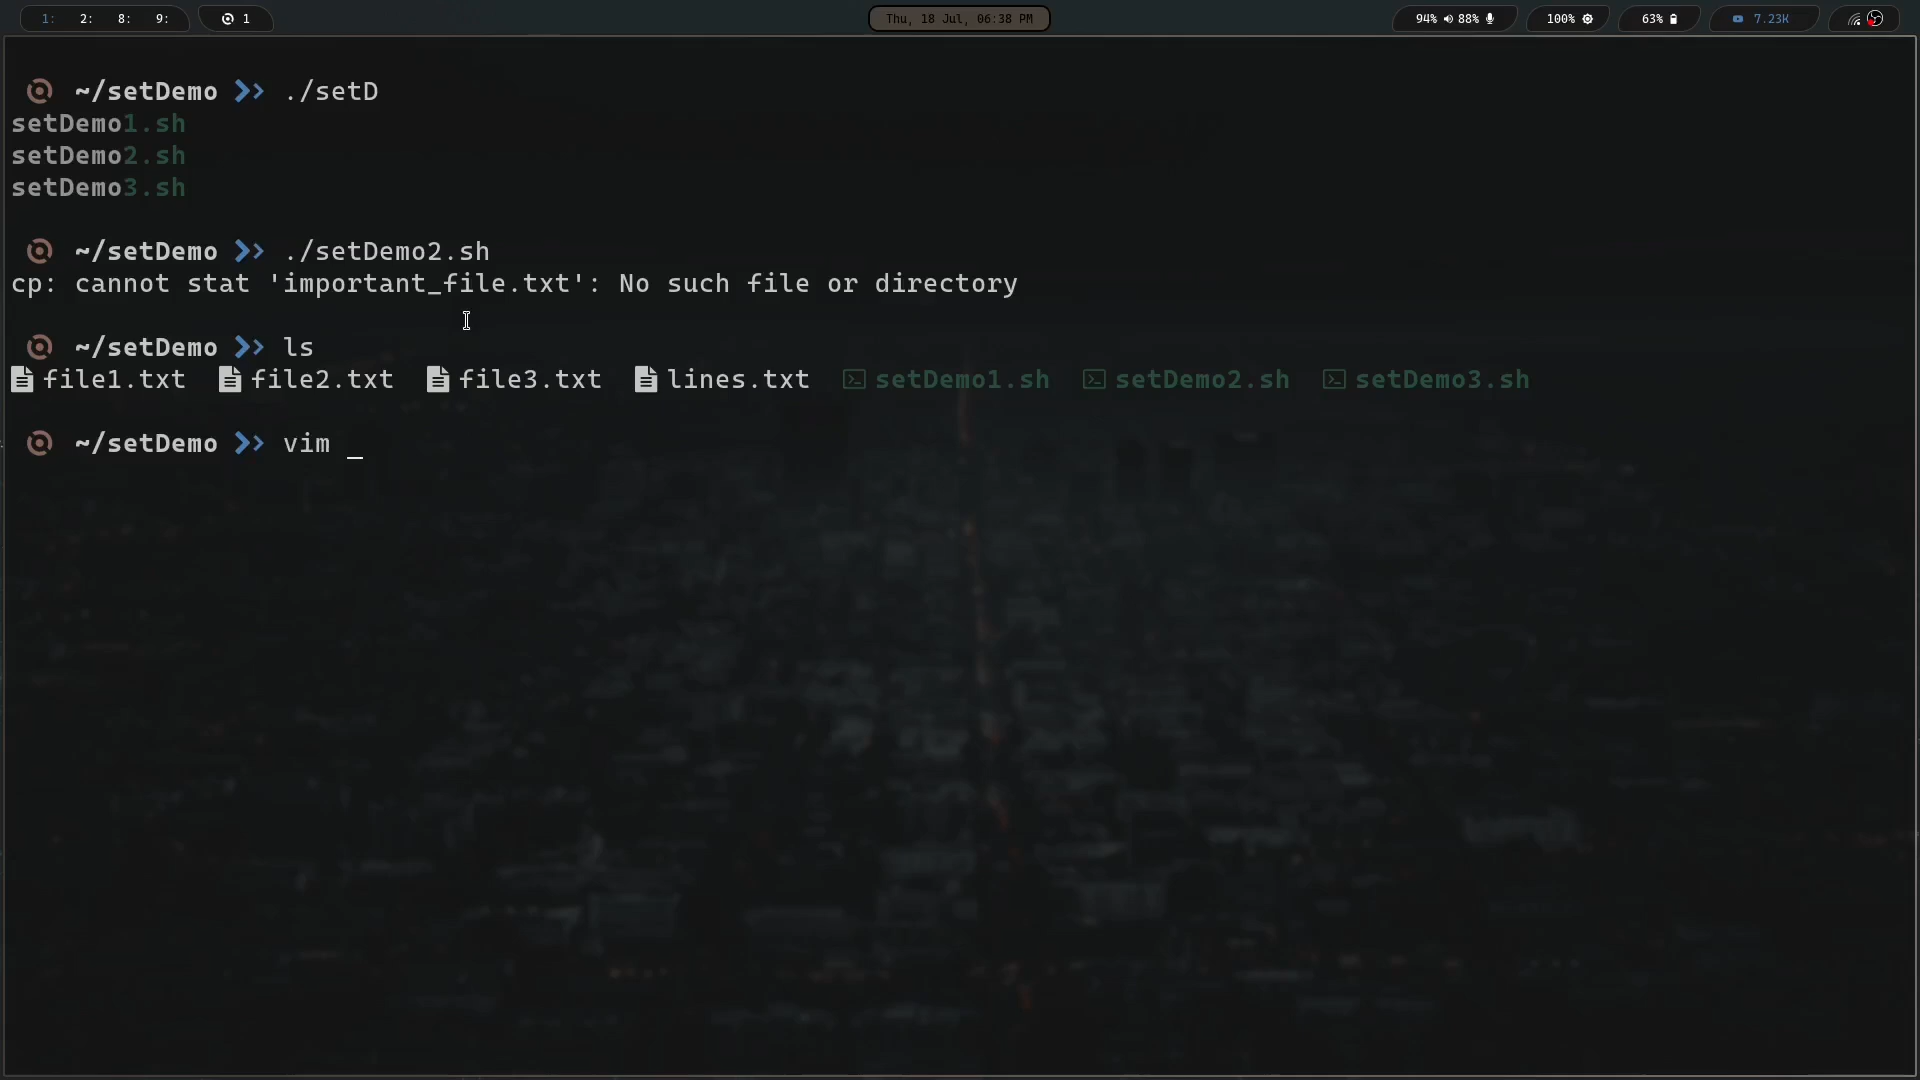 1: 2: 8: 9: 1 Thu, 18 Jul, 06:38 PM 94% 88% 100% 63% 7.23K
~/setDemo ./setD
setDemo1.sh
setDemo2.sh
setDemo3.sh
~/setDemo ./setDemo2.sh
cp: cannot stat 'important_file.txt': No such file or directory
~/setDemo ls
file1.txt file2.txt file3.txt lines.txt setDemo1.sh setDemo2.sh setDemo3.sh
~/setDemo vim _